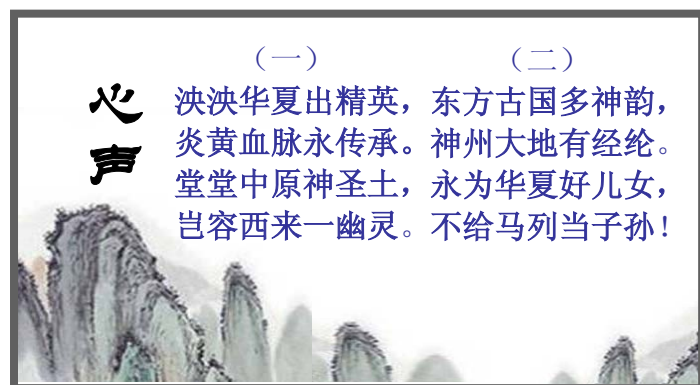 心声
（一）
泱泱华夏出精英，
炎黄血脉永传承。
堂堂中原神圣土，
岂容西来一幽灵。
（二）
东方古国多神韵，
神州大地有经纶。
永为华夏好儿女，
不给马列当子孙!